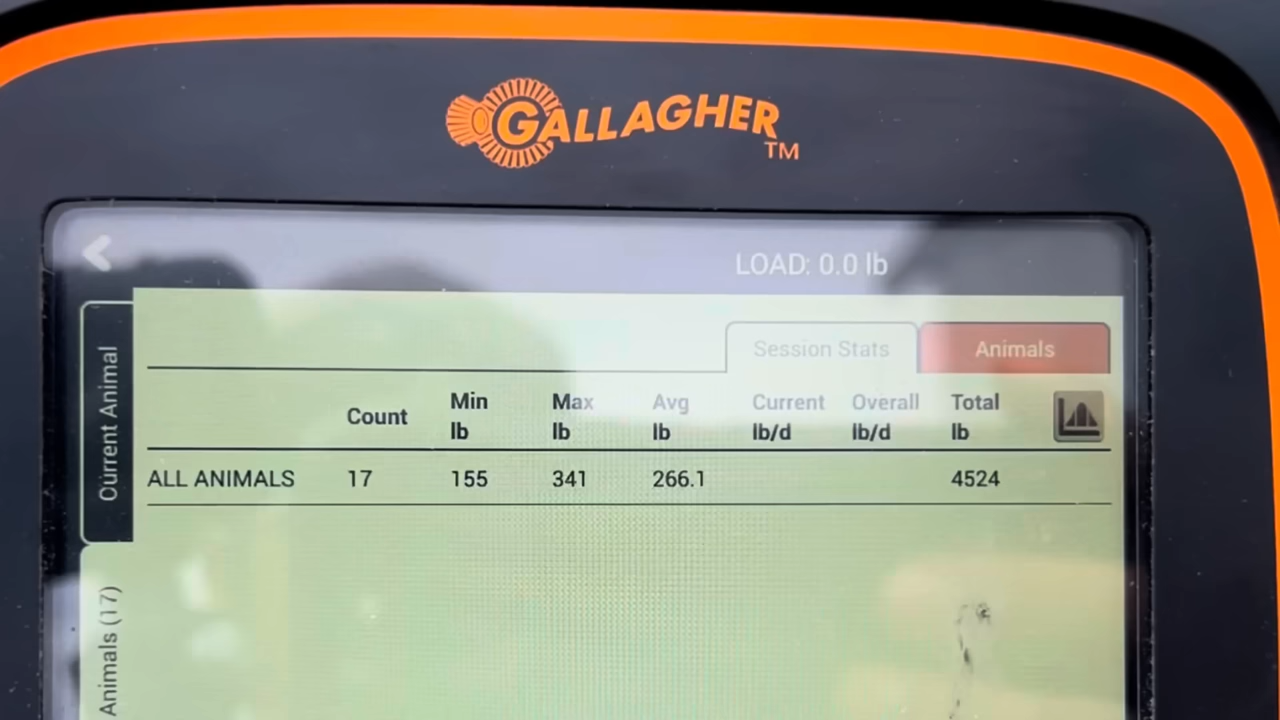 GALLAGHER TM
LOAD: 0.0 lb
Current Animal
Session Stats Animals
Count Min lb Max lb Avg lb Current lb/d Overall lb/d Total lb
ALL ANIMALS 17 155 341 266.1 4524
Animals (17)